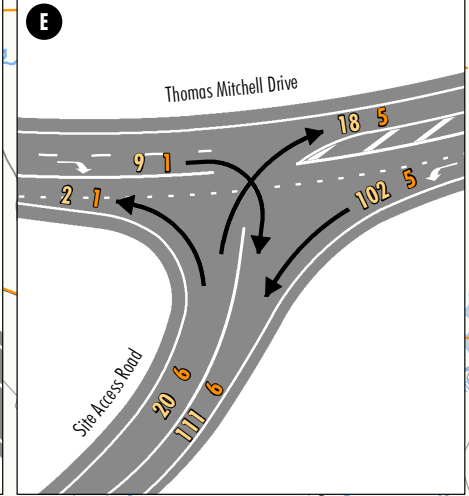 E
Thomas Mitchell Drive
18 5
9 1
102 5
2 1
Site Access Road
20 6
111 6